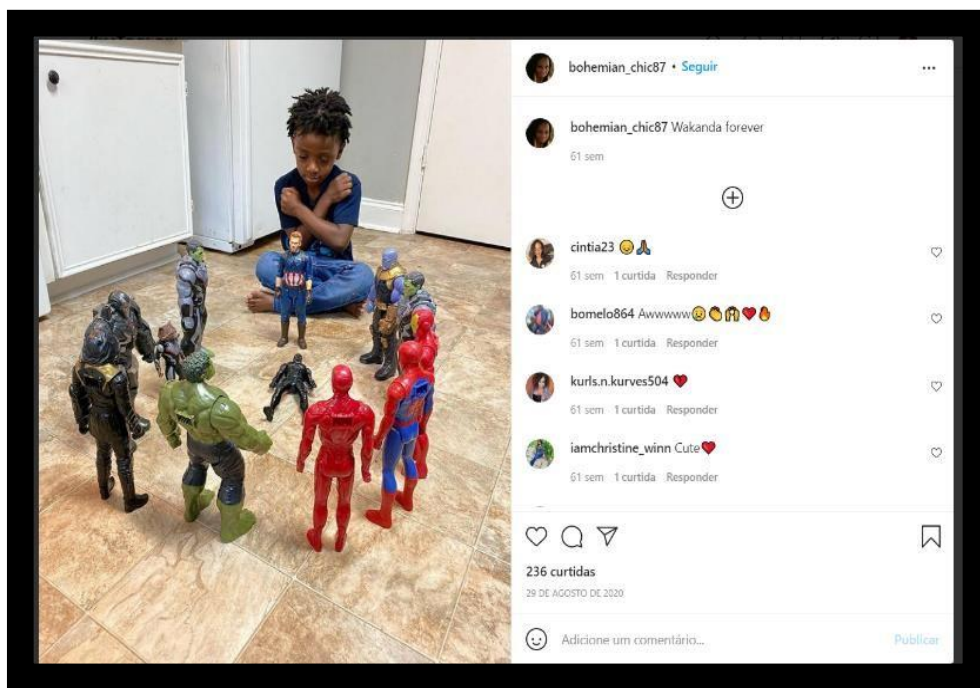 bohemian_chic87 • Seguir
bohemian_chic87 Wakanda forever
61 sem
cintia23
61 sem 1 curtida Responder
bomelo864 Awwwww
61 sem 1 curtida Responder
kurls.n.kurves504
61 sem 1 curtida Responder
iamchristine_winn Cute
61 sem 1 curtida Responder
236 curtidas
29 DE AGOSTO DE 2020
Adicione um comentário... Publicar